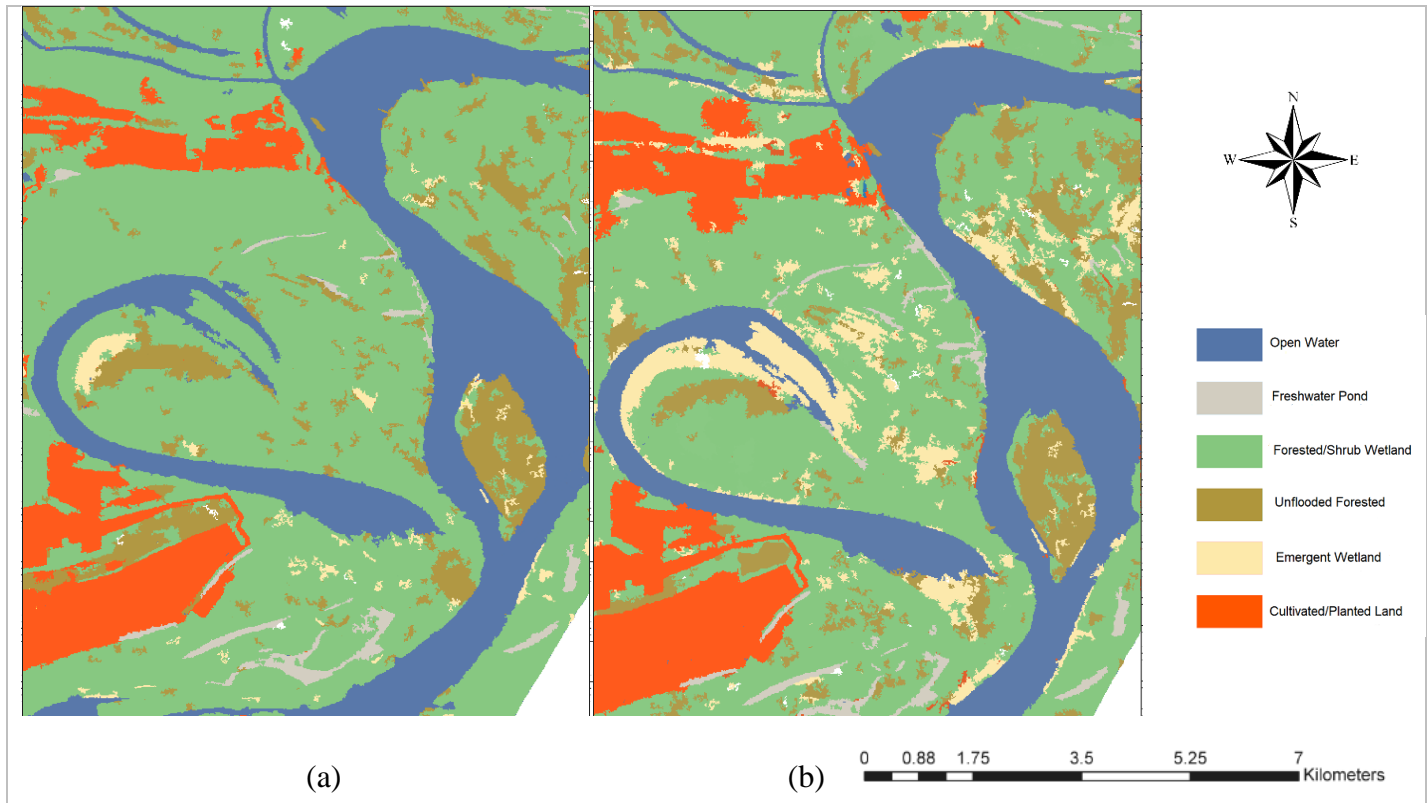 N
W E
S
Open Water
Freshwater Pond
Forested/Shrub Wetland
Unflooded Forested
Emergent Wetland
Cultivated/Planted Land
(a) (b)
0 0.88 1.75 3.5 5.25 7
Kilometers